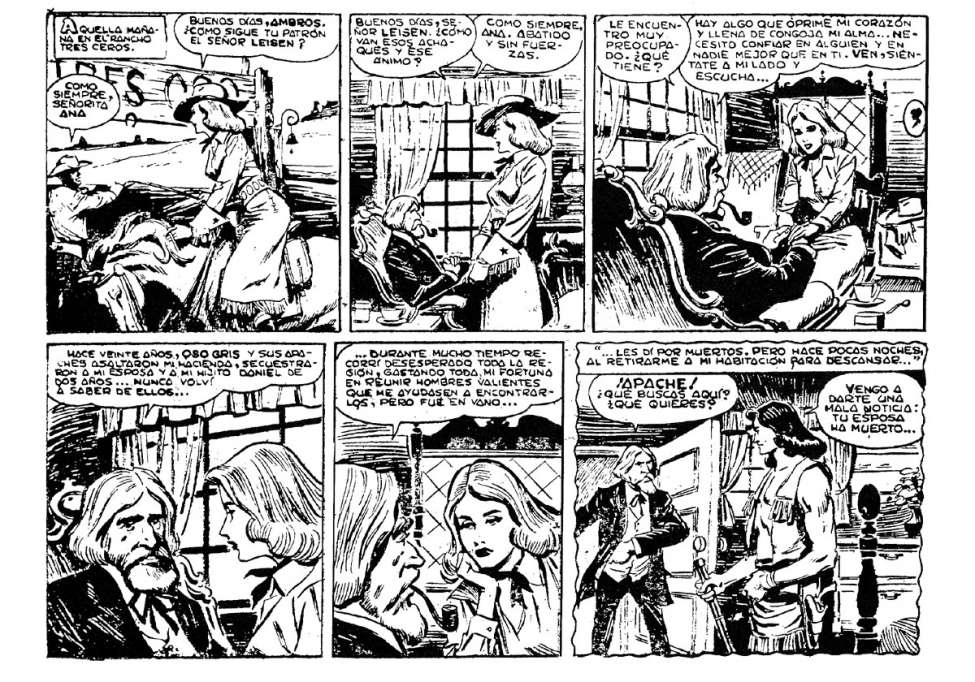 AQUELLA MAÑA-
NA EN EL RANCHO
TRES CEROS.
BUENOS DÍAS, AMBROS.
¿COMO SIGUE TU PATRÓN
EL SEÑOR LEISEN?
COMO
SIEMPRE,
SEÑORITA
ANA
BUENOS DÍAS, SE-
ÑOR LEISEN. ¿CÓMO
VAN ESOS ACHA-
QUES Y ESE
ANIMO?
COMO SIEMPRE,
ANA. ABATIDO
Y SIN FUER-
ZAS.
LE ENCUEN-
TRO MUY
PREOCUPA-
DO. ¿QUÉ
TIENE?
HAY ALGO QUE OPRIME MI CORAZÓN
Y LLENA DE CONGOJA MI ALMA... NE-
CESITO CONFIAR EN ALGUIEN Y EN
NADIE MEJOR QUE EN TI. VEN, SIÉN-
TATE A MI LADO Y
ESCUCHA...
HACE VEINTE AÑOS, OSO GRIS Y SUS APA-
CHES ASALTARON MI HACIENDA, SECUESTRA-
RON A MI ESPOSA Y A MI HIJITO DANIEL DE
DOS AÑOS... NUNCA VOLVÍ
A SABER DE ELLOS...
... DURANTE MUCHO TIEMPO RE-
CORRÍ DESESPERADO TODA LA RE-
GIÓN, GASTANDO TODA MI FORTUNA
EN REUNIR HOMBRES VALIENTES
QUE ME AYUDASEN A ENCONTRAR-
LOS, PERO FUE EN VANO...
"... LES DÍ POR MUERTOS. PERO HACE POCAS NOCHES,
AL RETIRARME A MI HABITACIÓN PARA DESCANSAR..."
¡APACHE!
¿QUÉ BUSCAS AQUÍ?
¿QUÉ QUIERES?
VENGO A
DARTE UNA
MALA NOTICIA:
TU ESPOSA
HA MUERTO...